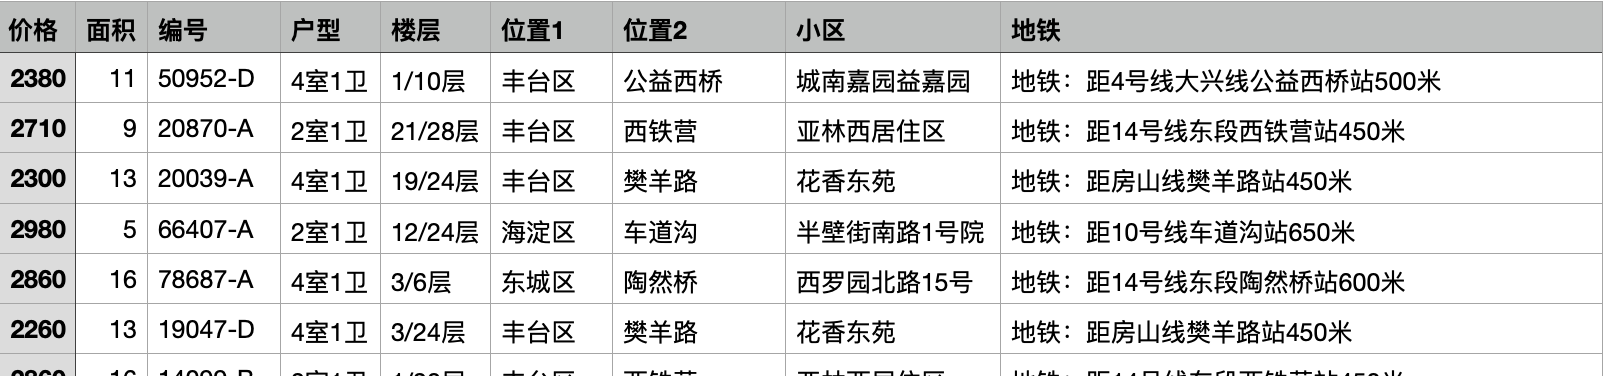 价格 面积 编号 户型 楼层 位置1 位置2 小区 地铁
2380 11 50952-D 4室1卫 1/10层 丰台区 公益西桥 城南嘉园益嘉园 地铁：距4号线大兴线公益西桥站500米
2710 9 20870-A 2室1卫 21/28层 丰台区 西铁营 亚林西居住区 地铁：距14号线东段西铁营站450米
2300 13 20039-A 4室1卫 19/24层 丰台区 樊羊路 花香东苑 地铁：距房山线樊羊路站450米
2980 5 66407-A 2室1卫 12/24层 海淀区 车道沟 半壁街南路1号院 地铁：距10号线车道沟站650米
2860 16 78687-A 4室1卫 3/6层 东城区 陶然桥 西罗园北路15号 地铁：距14号线东段陶然桥站600米
2260 13 19047-D 4室1卫 3/24层 丰台区 樊羊路 花香东苑 地铁：距房山线樊羊路站450米